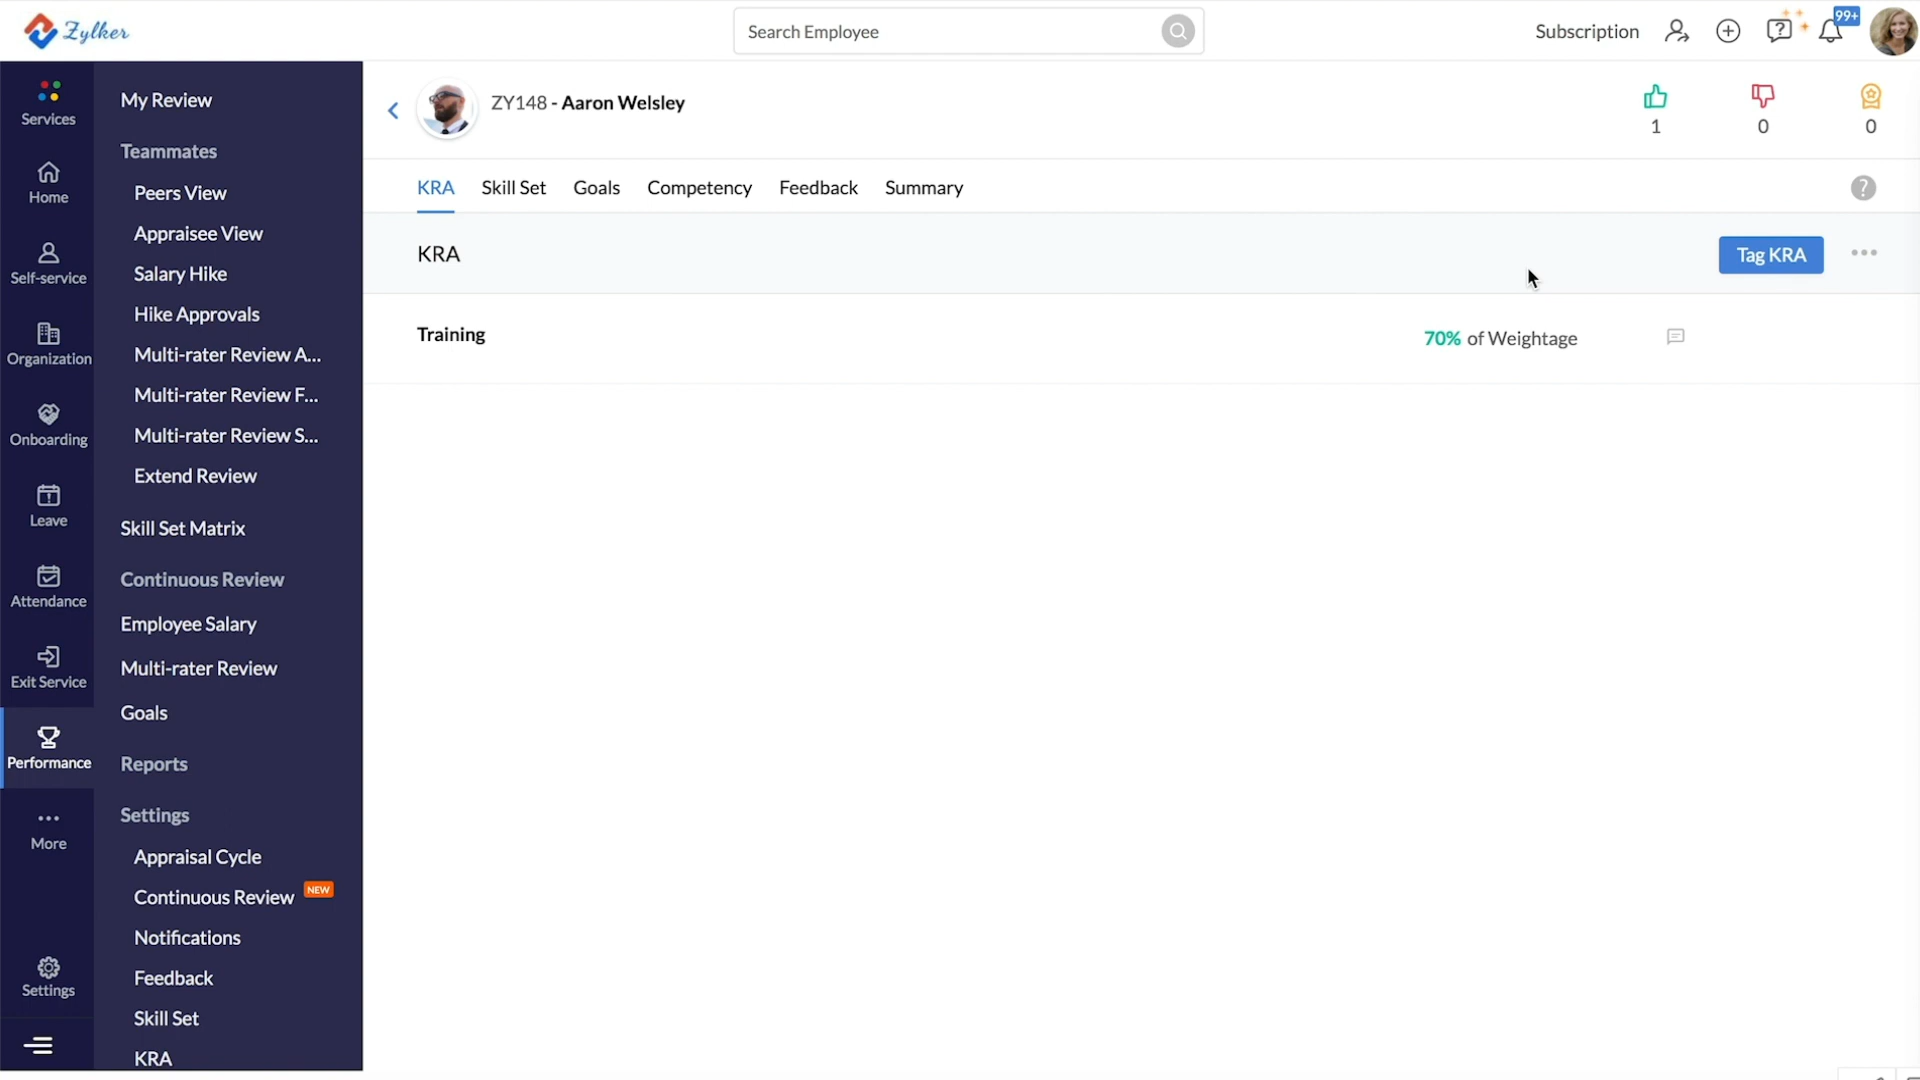 Zylker
Search Employee
Subscription
99+
Services
Home
Self-service
Organization
Onboarding
Leave
Attendance
Exit Service
Performance
More
Settings
My Review
Teammates
Peers View
Appraisee View
Salary Hike
Hike Approvals
Multi-rater Review A...
Multi-rater Review F...
Multi-rater Review S...
Extend Review
Skill Set Matrix
Continuous Review
Employee Salary
Multi-rater Review
Goals
Reports
Settings
Appraisal Cycle
Continuous Review NEW
Notifications
Feedback
Skill Set
KRA
ZY148 - Aaron Welsley
1
0
0
KRA Skill Set Goals Competency Feedback Summary
KRA
Tag KRA
Training
70% of Weightage